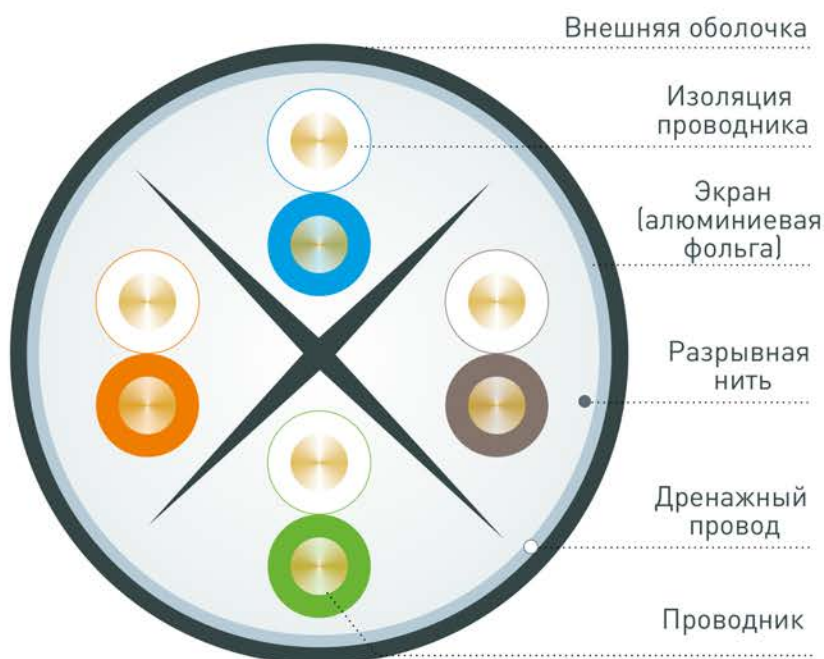 Внешняя оболочка
Изоляция
проводника
Экран
(алюминиевая
фольга)
Разрывная
нить
Дренажный
провод
Проводник